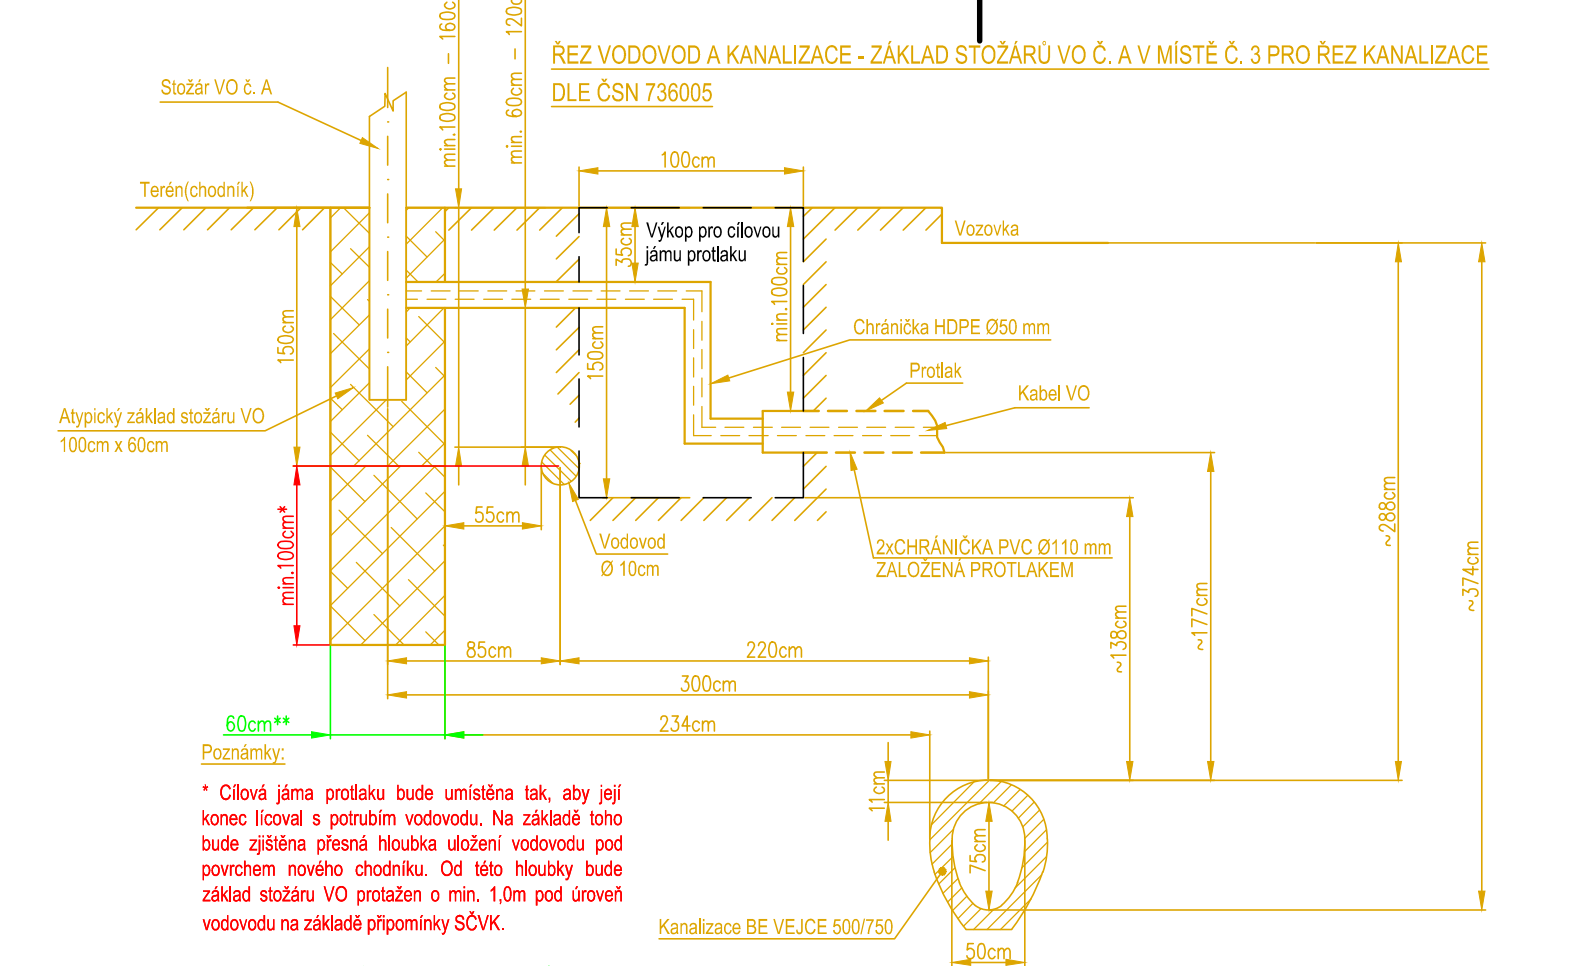 min.100cm - 160c
min. 60cm - 120c
ŘEZ VODOVOD A KANALIZACE - ZÁKLAD STOŽÁRŮ VO Č. A V MÍSTĚ Č. 3 PRO ŘEZ KANALIZACE
DLE ČSN 736005
Stožár VO č. A
100cm
Terén(chodník)
Výkop pro cílovou
jámu protlaku
Vozovka
35cm
min.100cm
150cm
150cm
Chránička HDPE Ø50 mm
Protlak
Kabel VO
Atypický základ stožáru VO
100cm x 60cm
min.100cm*
55cm
Vodovod
Ø 10cm
2xCHRÁNIČKA PVC Ø110 mm
ZALOŽENÁ PROTLAKEM
~288cm
~374cm
~138cm
~177cm
85cm
220cm
300cm
60cm**
234cm
Poznámky:
* Cílová jáma protlaku bude umístěna tak, aby její
konec lícoval s potrubím vodovodu. Na základě toho
bude zjištěna přesná hloubka uložení vodovodu pod
povrchem nového chodníku. Od této hloubky bude
základ stožáru VO protažen o min. 1,0m pod úroveň
vodovodu na základě připomínky SČVK.
11cm
75cm
Kanalizace BE VEJCE 500/750
50cm